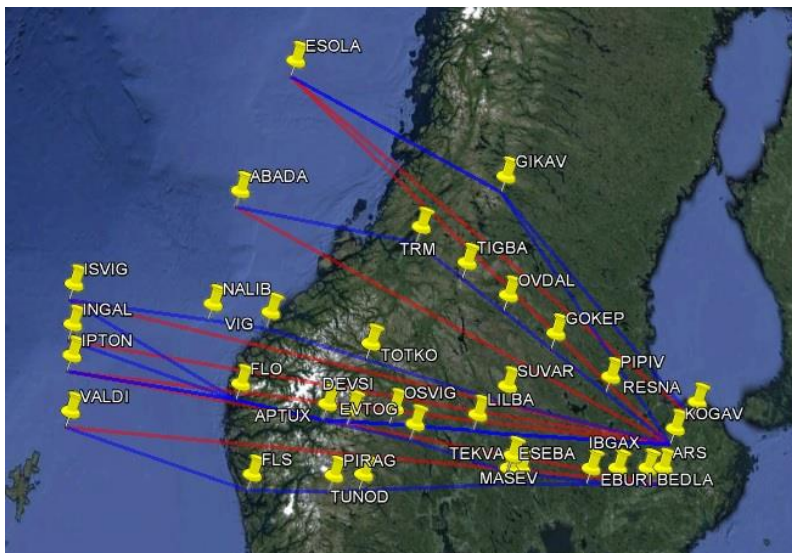 ESOLA
GIKAV
ABADA
TRM
TIGBA
ISVIG
OVDAL
NALIB
INGAL
VIG
GOKEP
IPTON
TOTKO
PIPIV
FLO
SUVAR
DEVSI
RESNA
VALDI
OSVIG
LILBA
KOGAV
APTUX
EVTOG
IBGAX
TEKVA
ESEBA
ARS
FLS
PIRAG
MASEV
EBURI
BEDLA
TUNOD